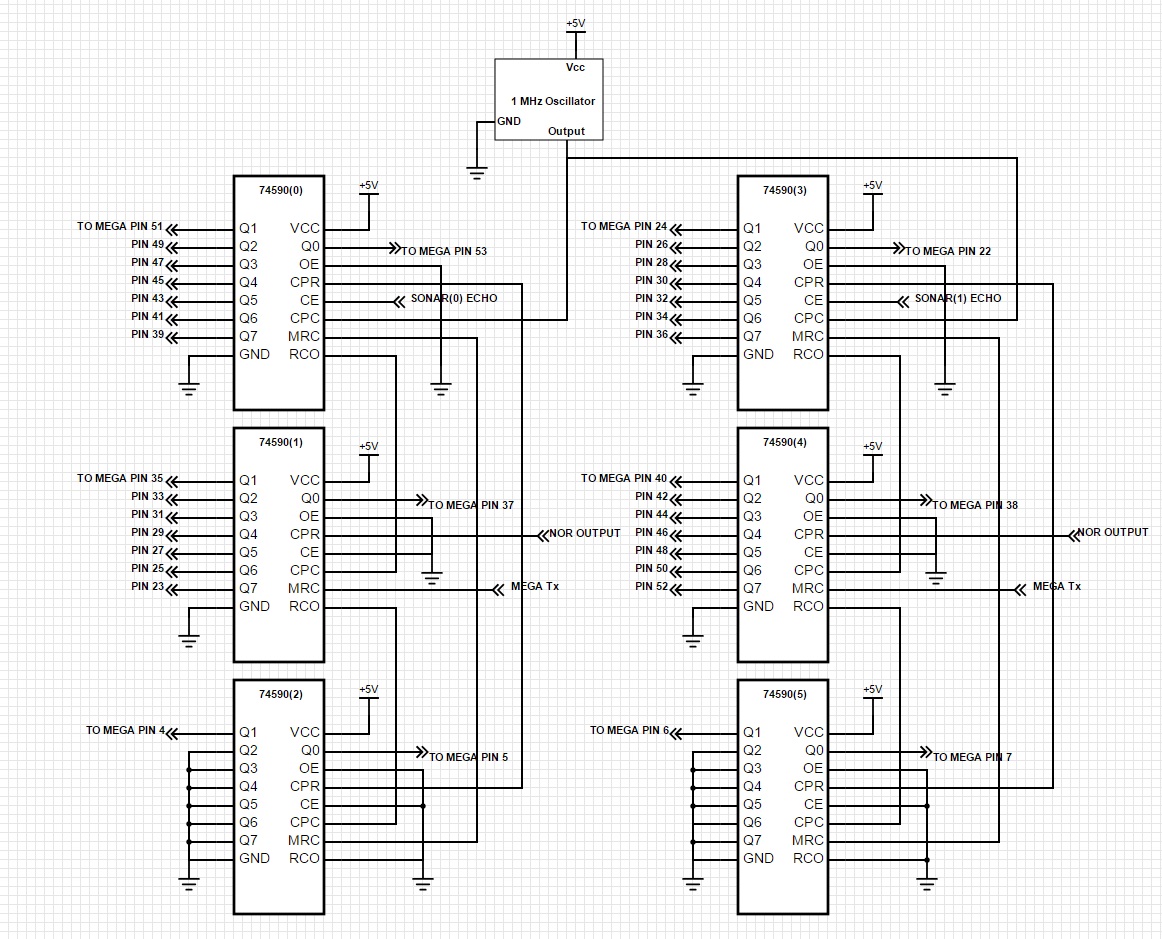 +5V
Vcc
1 MHz Oscillator
GND
Output
74590(0)
+5V
TO MEGA PIN 51 Q1 VCC
PIN 49 Q2 Q0 TO MEGA PIN 53
PIN 47 Q3 OE
PIN 45 Q4 CPR
PIN 43 Q5 CE SONAR(0) ECHO
PIN 41 Q6 CPC
PIN 39 Q7 MRC
GND RCO
74590(3)
+5V
TO MEGA PIN 24 Q1 VCC
PIN 26 Q2 Q0 TO MEGA PIN 22
PIN 28 Q3 OE
PIN 30 Q4 CPR
PIN 32 Q5 CE SONAR(1) ECHO
PIN 34 Q6 CPC
PIN 36 Q7 MRC
GND RCO
74590(1)
+5V
TO MEGA PIN 35 Q1 VCC
PIN 33 Q2 Q0 TO MEGA PIN 37
PIN 31 Q3 OE
PIN 29 Q4 CPR NOR OUTPUT
PIN 27 Q5 CE
PIN 25 Q6 CPC
PIN 23 Q7 MRC MEGA Tx
GND RCO
74590(4)
+5V
TO MEGA PIN 40 Q1 VCC
PIN 42 Q2 Q0 TO MEGA PIN 38
PIN 44 Q3 OE
PIN 46 Q4 CPR NOR OUTPUT
PIN 48 Q5 CE
PIN 50 Q6 CPC
PIN 52 Q7 MRC MEGA Tx
GND RCO
74590(2)
+5V
TO MEGA PIN 4 Q1 VCC
Q2 Q0 TO MEGA PIN 5
Q3 OE
Q4 CPR
Q5 CE
Q6 CPC
Q7 MRC
GND RCO
74590(5)
+5V
TO MEGA PIN 6 Q1 VCC
Q2 Q0 TO MEGA PIN 7
Q3 OE
Q4 CPR
Q5 CE
Q6 CPC
Q7 MRC
GND RCO